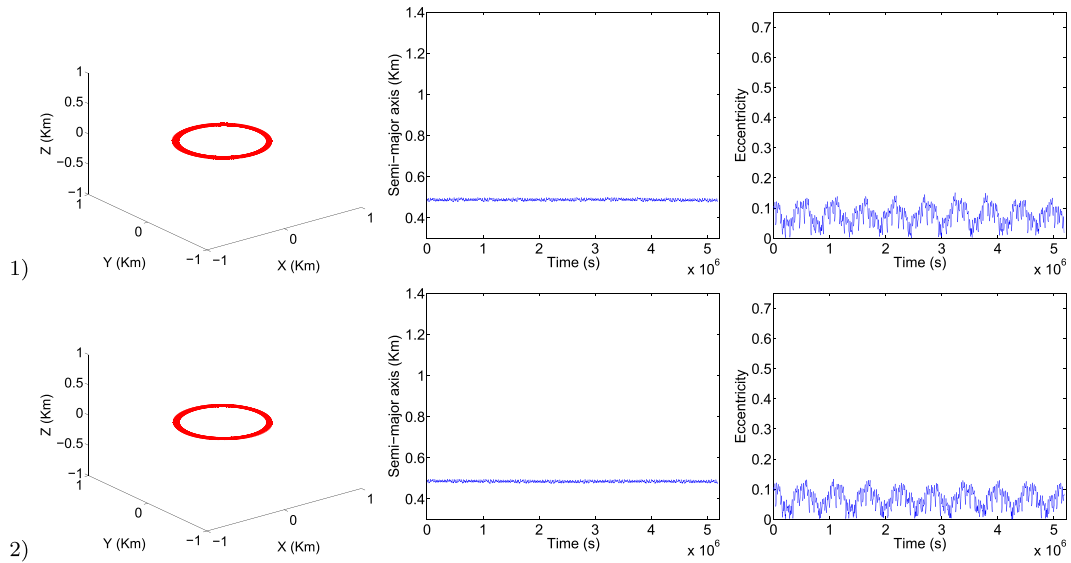 1)
Z (Km)
1
0.5
0
−0.5
−1
1
0
−1
Y (Km)
−1
0
1
X (Km)
Semi−major axis (Km)
1.4
1.2
1
0.8
0.6
0.4
0 1 2 3 4 5
Time (s)
x 10^6
Eccentricity
0.7
0.6
0.5
0.4
0.3
0.2
0.1
0
0 1 2 3 4 5
Time (s)
x 10^6
2)
Z (Km)
1
0.5
0
−0.5
−1
1
0
−1
Y (Km)
−1
0
1
X (Km)
Semi−major axis (Km)
1.4
1.2
1
0.8
0.6
0.4
0 1 2 3 4 5
Time (s)
x 10^6
Eccentricity
0.7
0.6
0.5
0.4
0.3
0.2
0.1
0
0 1 2 3 4 5
Time (s)
x 10^6